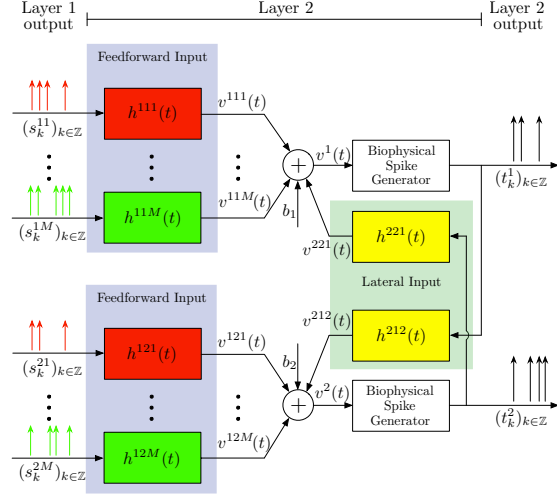 Layer 1 output
Layer 2
Layer 2 output
Feedforward Input
h^{111}(t)
v^{111}(t)
(s_k^{11})_{k∈ℤ}
h^{11M}(t)
v^{11M}(t)
(s_k^{1M})_{k∈ℤ}
+
b_1
v^1(t)
Biophysical
Spike
Generator
(t_k^1)_{k∈ℤ}
h^{221}(t)
v^{221}(t)
Lateral Input
v^{212}(t)
h^{212}(t)
Feedforward Input
h^{121}(t)
v^{121}(t)
(s_k^{21})_{k∈ℤ}
h^{12M}(t)
v^{12M}(t)
(s_k^{2M})_{k∈ℤ}
b_2
+
v^2(t)
Biophysical
Spike
Generator
(t_k^2)_{k∈ℤ}